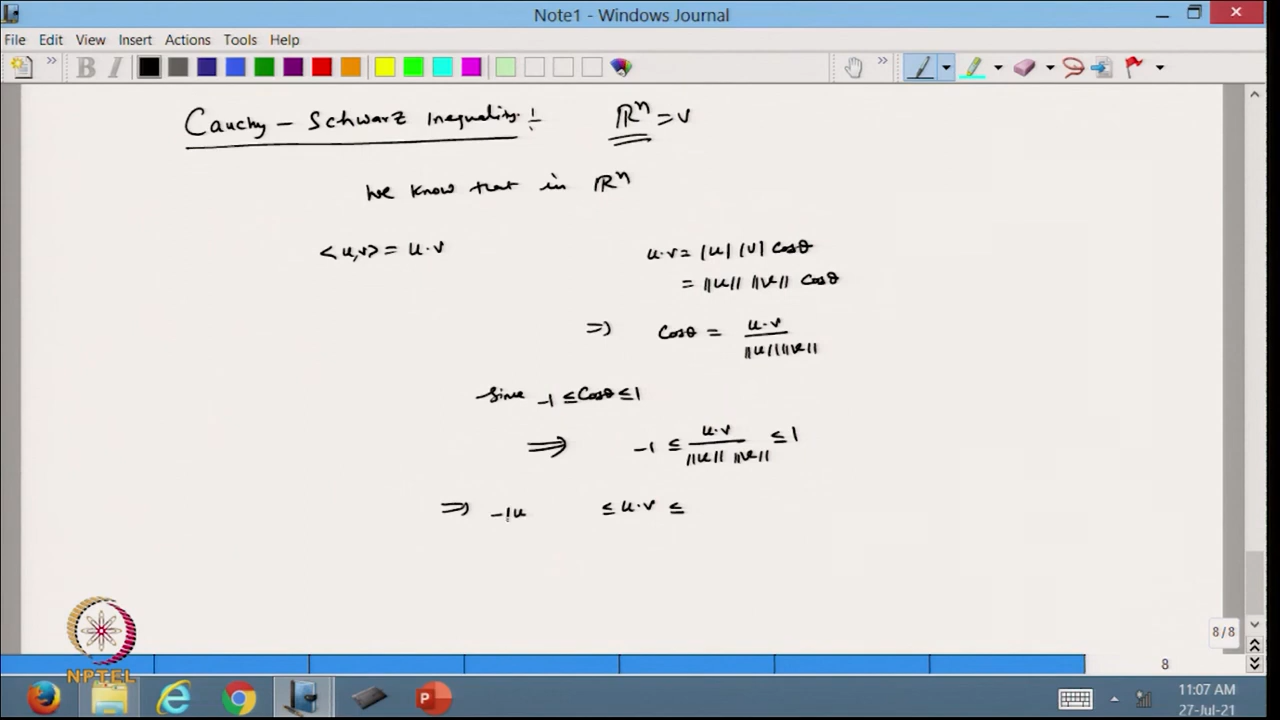 Note1 - Windows Journal
File Edit View Insert Actions Tools Help
Cauchy - Schwarz Inequality :- ℝⁿ = V
We know that in ℝⁿ
<u,v> = u·v
u·v = |u| |v| cosθ
= ||u|| ||v|| cosθ
⇒ cosθ = u·v / ||u|| ||v||
Since -1 ≤ cosθ ≤ 1
⇒ -1 ≤ u·v / ||u|| ||v|| ≤ 1
⇒ -|u ≤ u·v ≤
8 / 8
NPTEL
8
11:07 AM
27-Jul-21